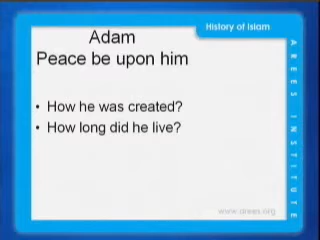 History of Islam
Adam
Peace be upon him
• How he was created?
• How long did he live?
AREES INSTITUTE
www.arees.org